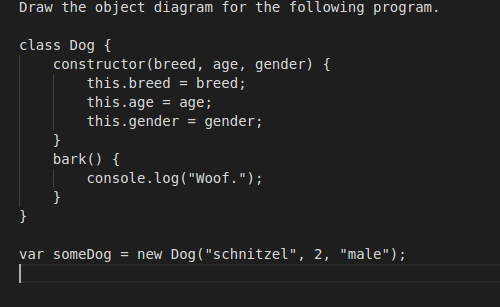 Draw the object diagram for the following program.

class Dog {
    constructor(breed, age, gender) {
        this.breed = breed;
        this.age = age;
        this.gender = gender;
    }
    bark() {
        console.log("Woof.");
    }
}

var someDog = new Dog("schnitzel", 2, "male");